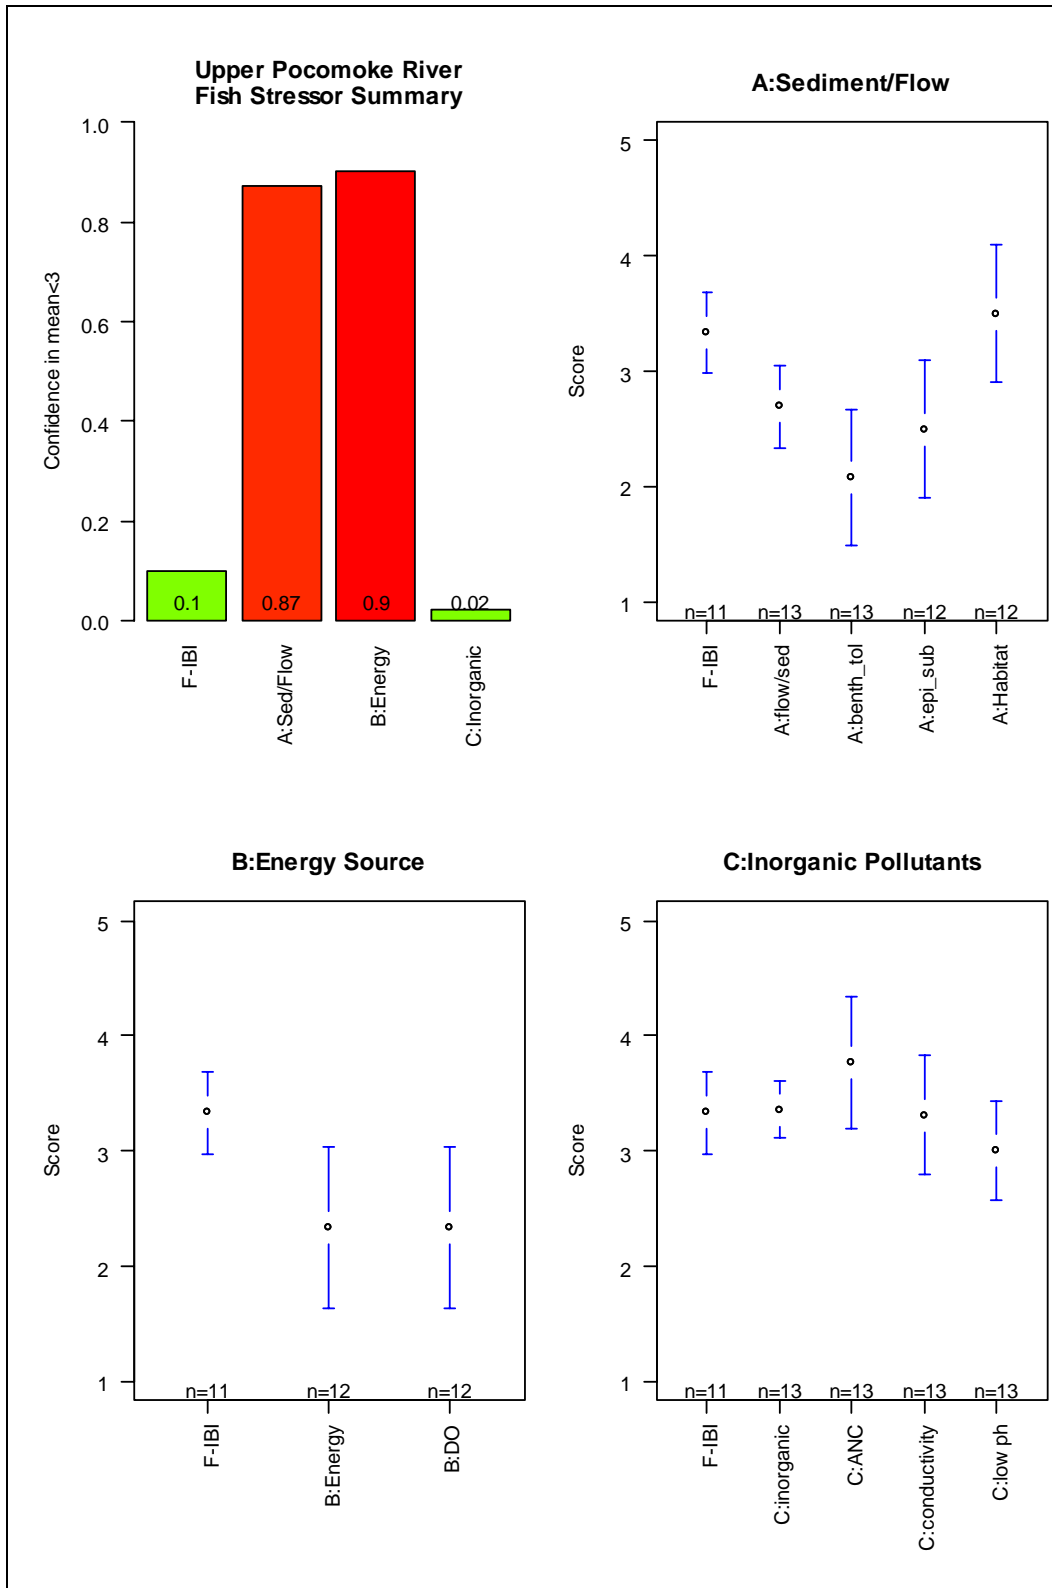 Upper Pocomoke River
Fish Stressor Summary
Confidence in mean<3
1.0
0.8
0.6
0.4
0.2
0.0
0.1
0.87
0.9
0.02
F-IBI
A:Sed/Flow
B:Energy
C:Inorganic
A:Sediment/Flow
Score
5
4
3
2
1
n=11
n=13
n=13
n=12
n=12
F-IBI
A:flow/sed
A:benth_tol
A:epi_sub
A:Habitat
B:Energy Source
Score
5
4
3
2
1
n=11
n=12
n=12
F-IBI
B:Energy
B:DO
C:Inorganic Pollutants
Score
5
4
3
2
1
n=11
n=13
n=13
n=13
n=13
F-IBI
C:inorganic
C:ANC
C:conductivity
C:low ph